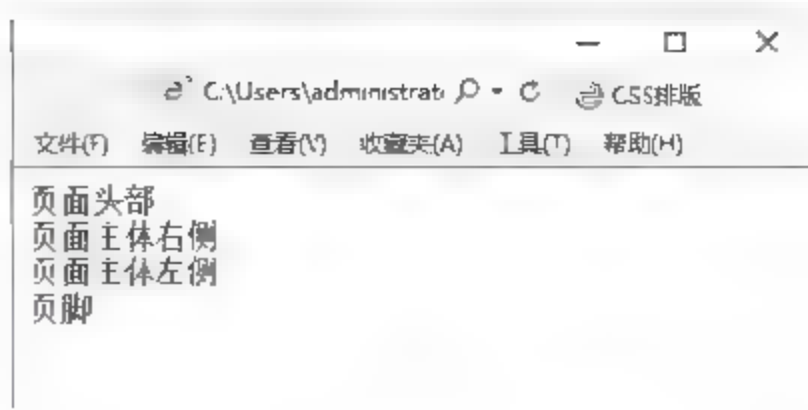 C:\Users\administrat CSS排版
文件(F) 编辑(E) 查看(V) 收藏夹(A) 工具(T) 帮助(H)
页面头部
页面主体右侧
页面主体左侧
页脚